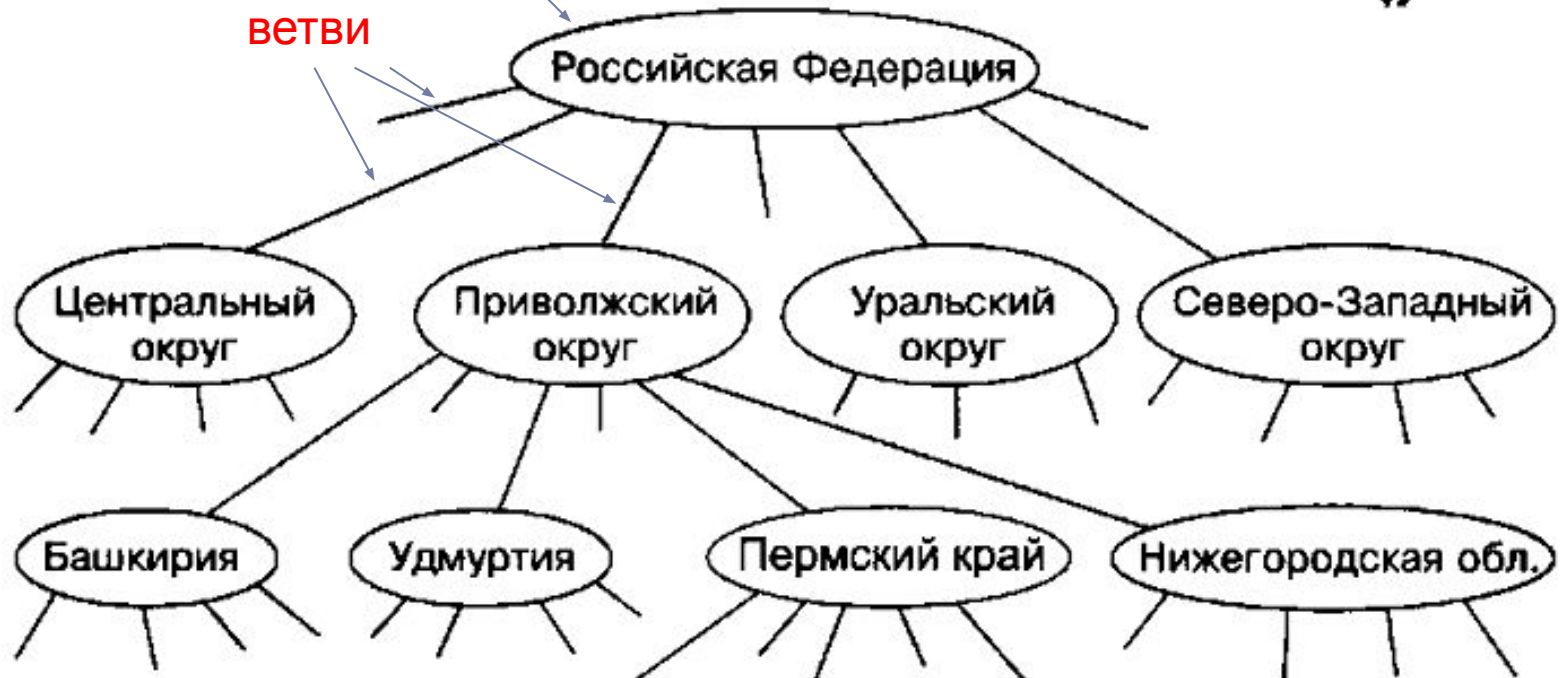 ветви
Российская Федерация
Центральный
округ
Приволжский
округ
Уральский
округ
Северо-Западный
округ
Башкирия
Удмуртия
Пермский край
Нижегородская обл.